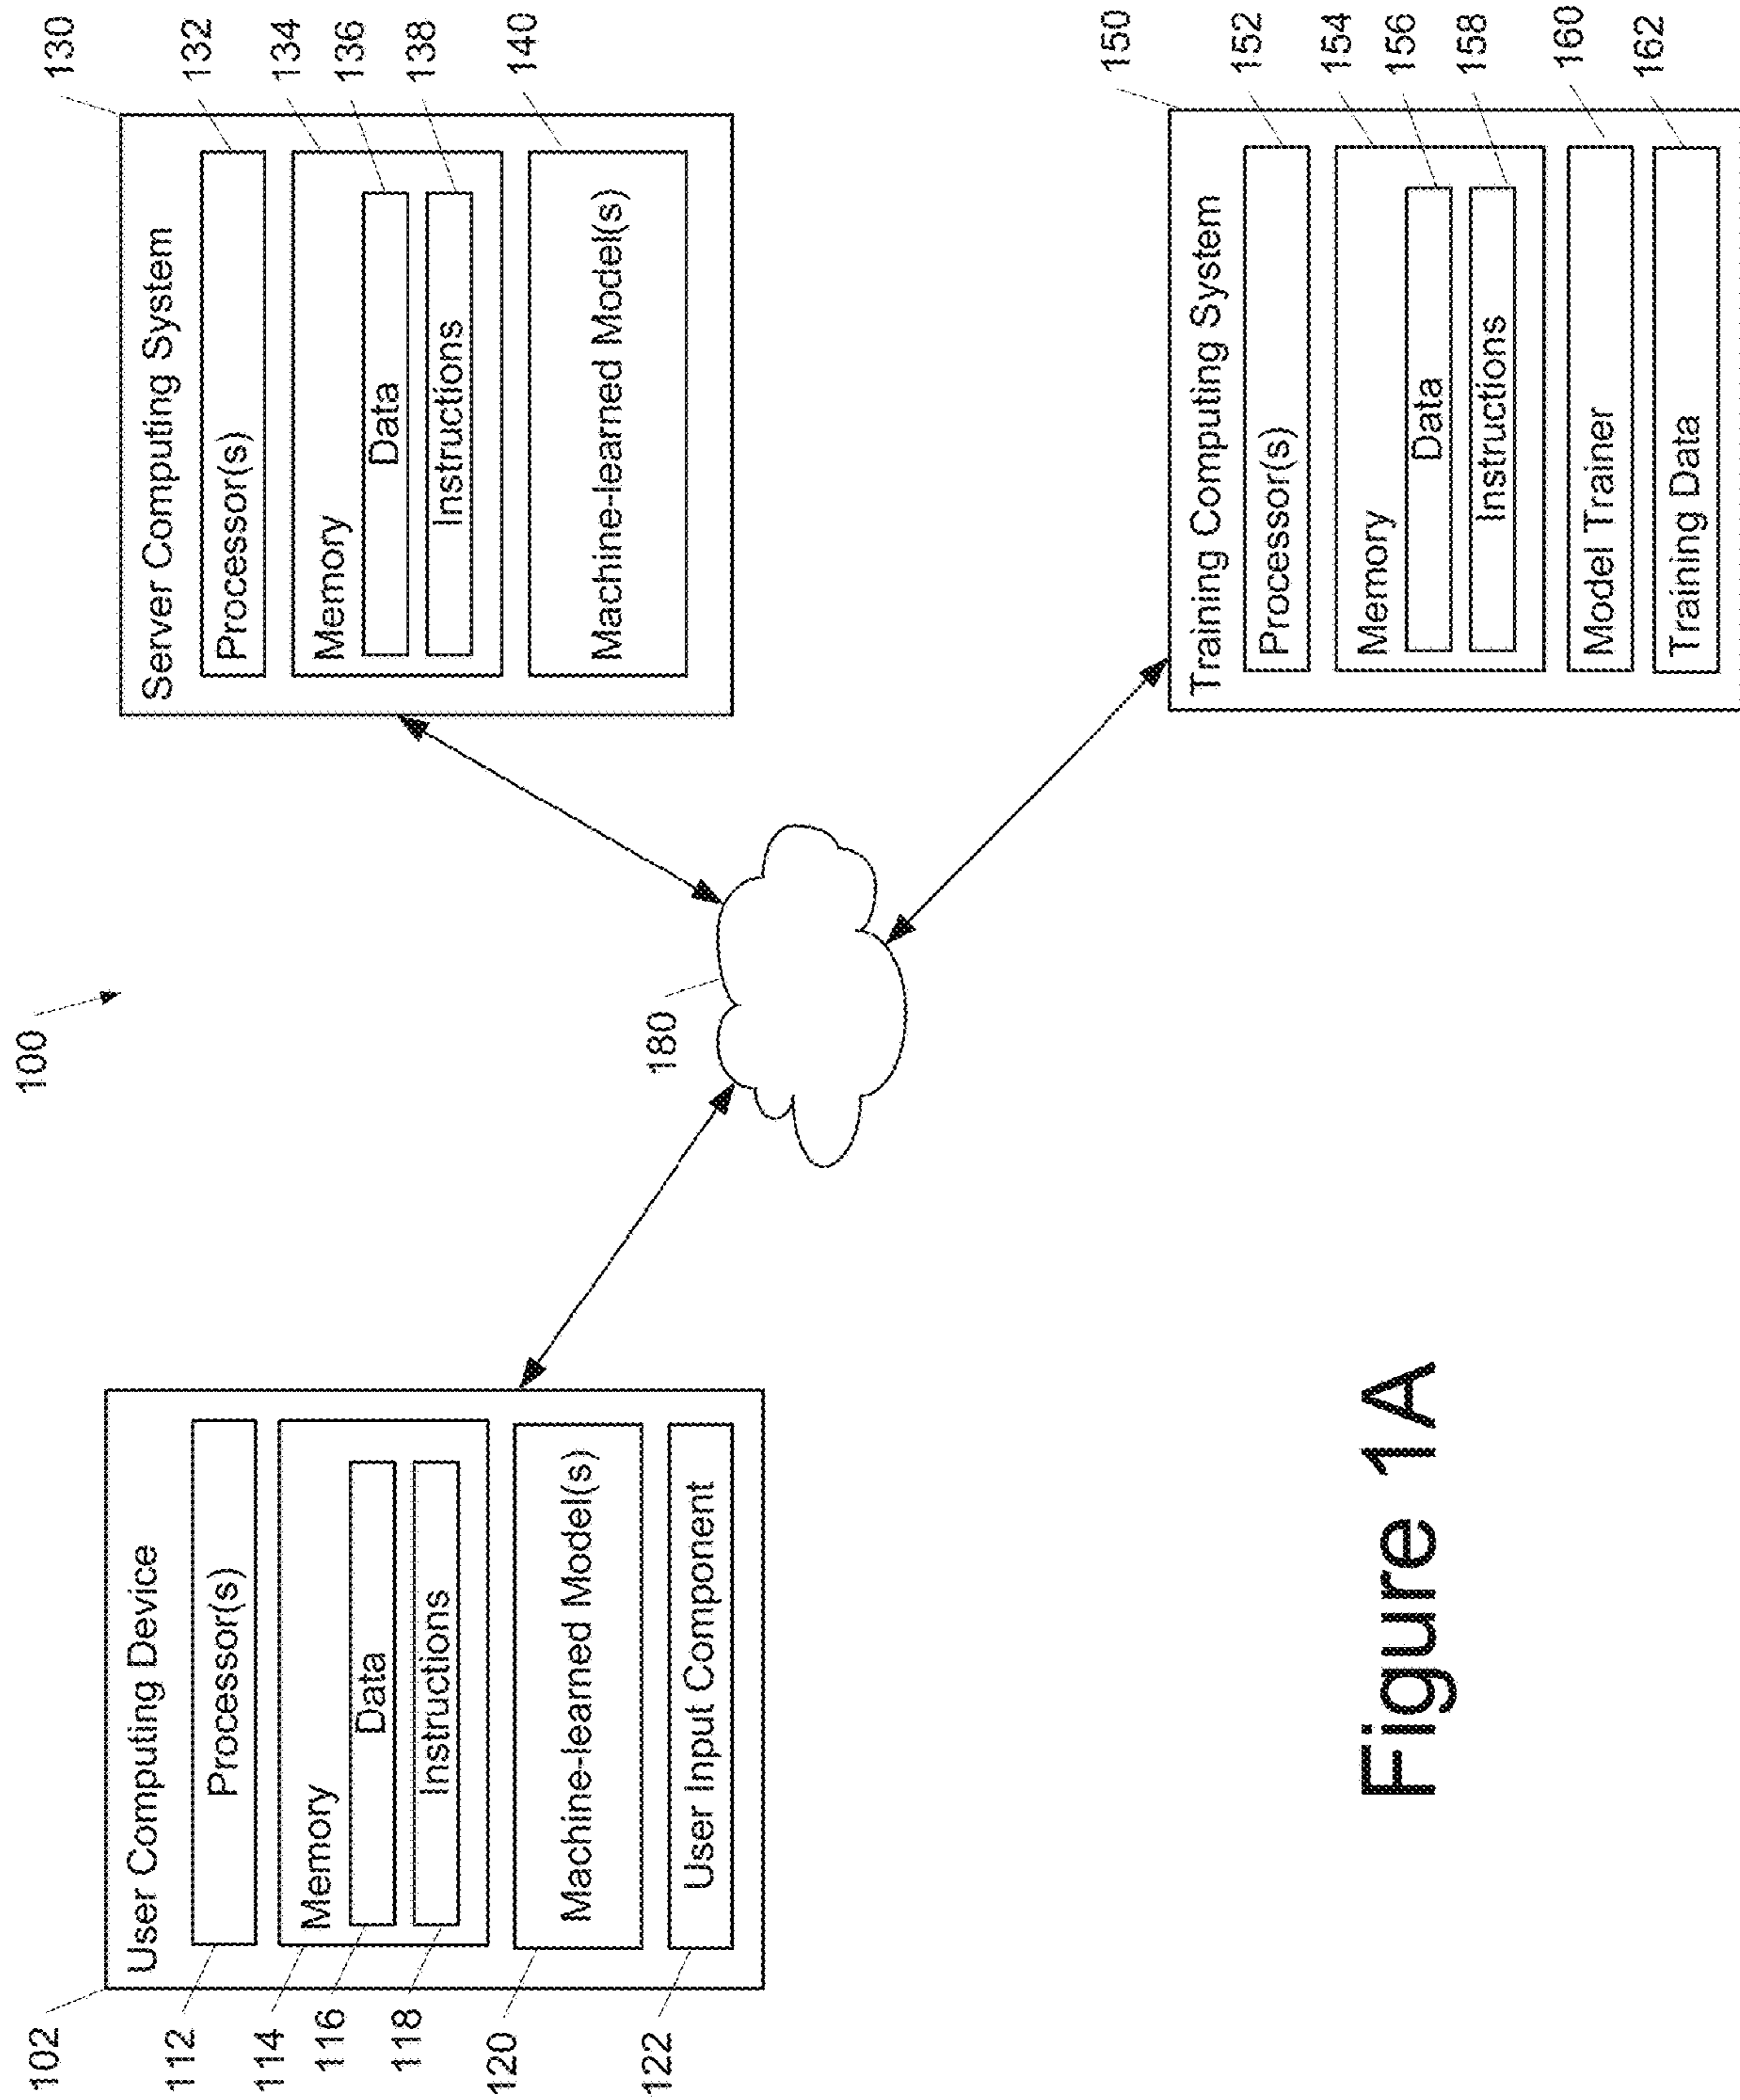 100
102
User Computing Device
112
Processor(s)
114
Memory
116
Data
118
Instructions
120
Machine-learned Model(s)
122
User Input Component
180
130
Server Computing System
132
Processor(s)
134
Memory
136
Data
138
Instructions
140
Machine-learned Model(s)
150
Training Computing System
152
Processor(s)
154
Memory
156
Data
158
Instructions
160
Model Trainer
162
Training Data
Figure 1A